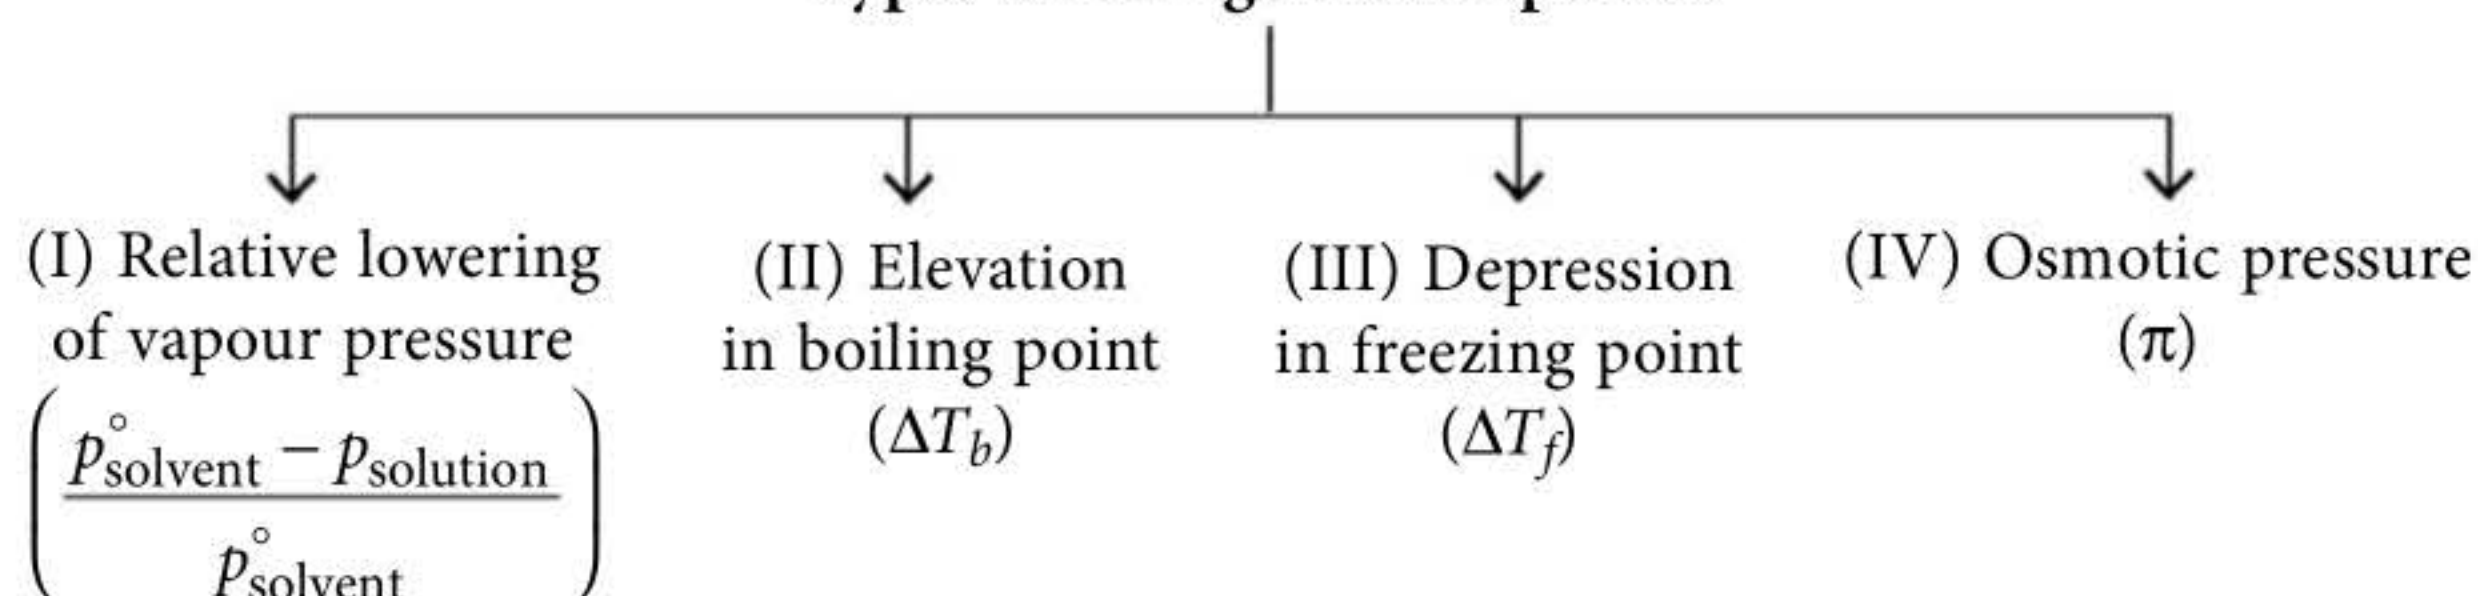 (I) Relative lowering
of vapour pressure
(p°solvent − psolution / p°solvent)
(II) Elevation
in boiling point
(ΔTb)
(III) Depression
in freezing point
(ΔTf)
(IV) Osmotic pressure
(π)